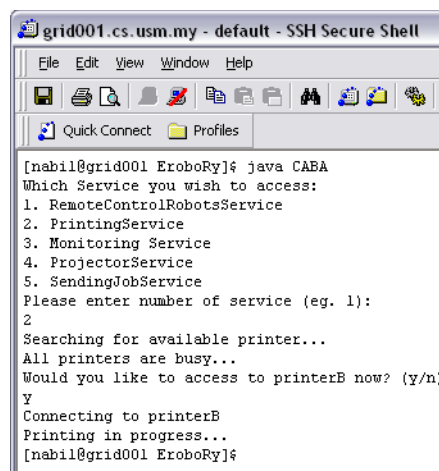 grid001.cs.usm.my - default - SSH Secure Shell
File Edit View Window Help
Quick Connect Profiles
[nabil@grid001 EroboRy]$ java CABA
Which Service you wish to access:
1. RemoteControlRobotsService
2. PrintingService
3. Monitoring Service
4. ProjectorService
5. SendingJobService
Please enter number of service (eg. 1):
2
Searching for available printer...
All printers are busy...
Would you like to access to printerB now? (y/n)
y
Connecting to printerB
Printing in progress...
[nabil@grid001 EroboRy]$